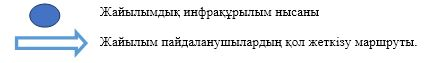 Жайылымдық инфрақұрылым нысаны
Жайылым пайдаланушылардың қол жеткізу маршруты.